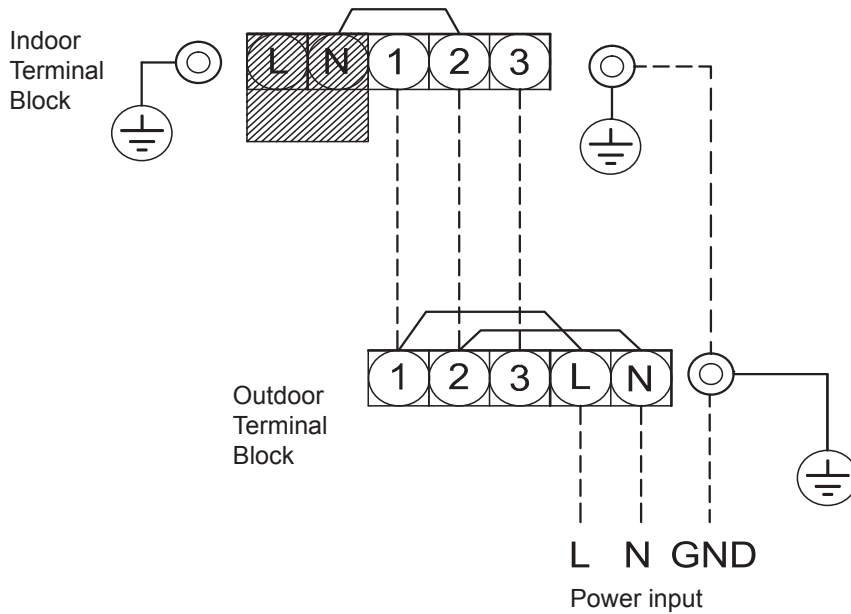 Indoor
Terminal
Block
L N 1 2 3
1 2 3 L N
Outdoor
Terminal
Block
L N GND
Power input